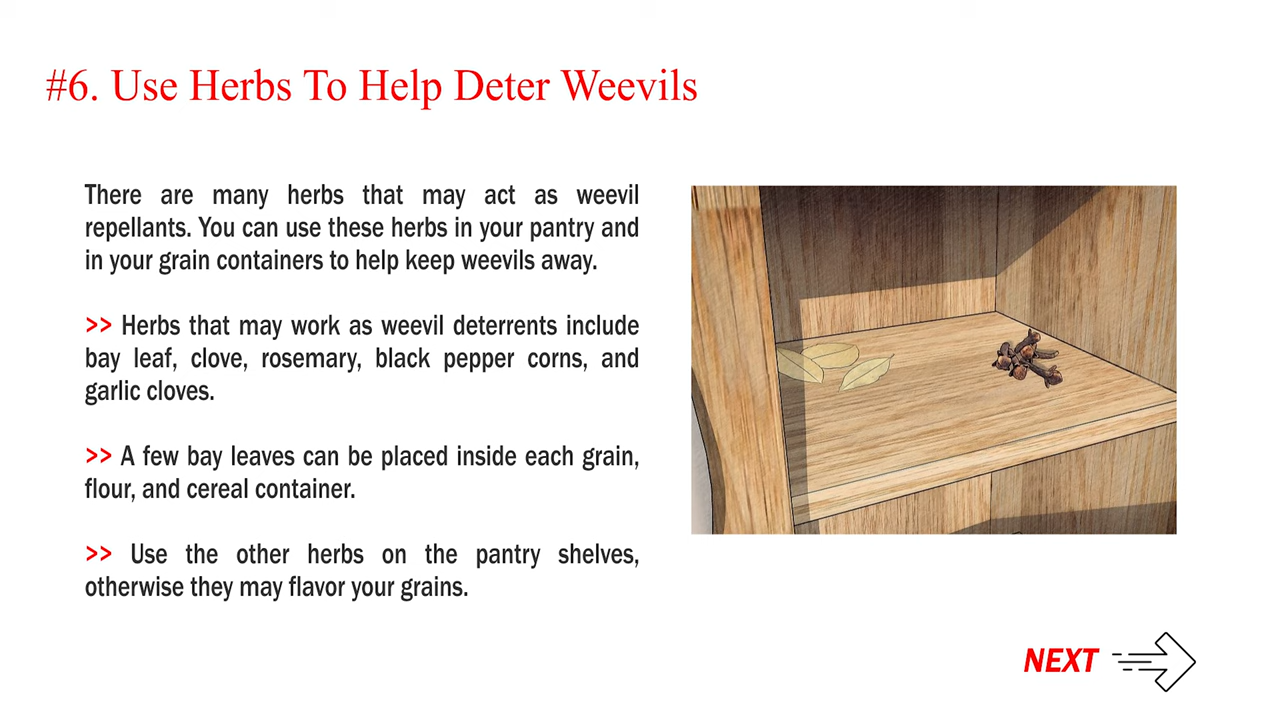 #6. Use Herbs To Help Deter Weevils
There are many herbs that may act as weevil
repellants. You can use these herbs in your pantry and
in your grain containers to help keep weevils away.
>> Herbs that may work as weevil deterrents include
bay leaf, clove, rosemary, black pepper corns, and
garlic cloves.
>> A few bay leaves can be placed inside each grain,
flour, and cereal container.
>> Use the other herbs on the pantry shelves,
otherwise they may flavor your grains.
NEXT